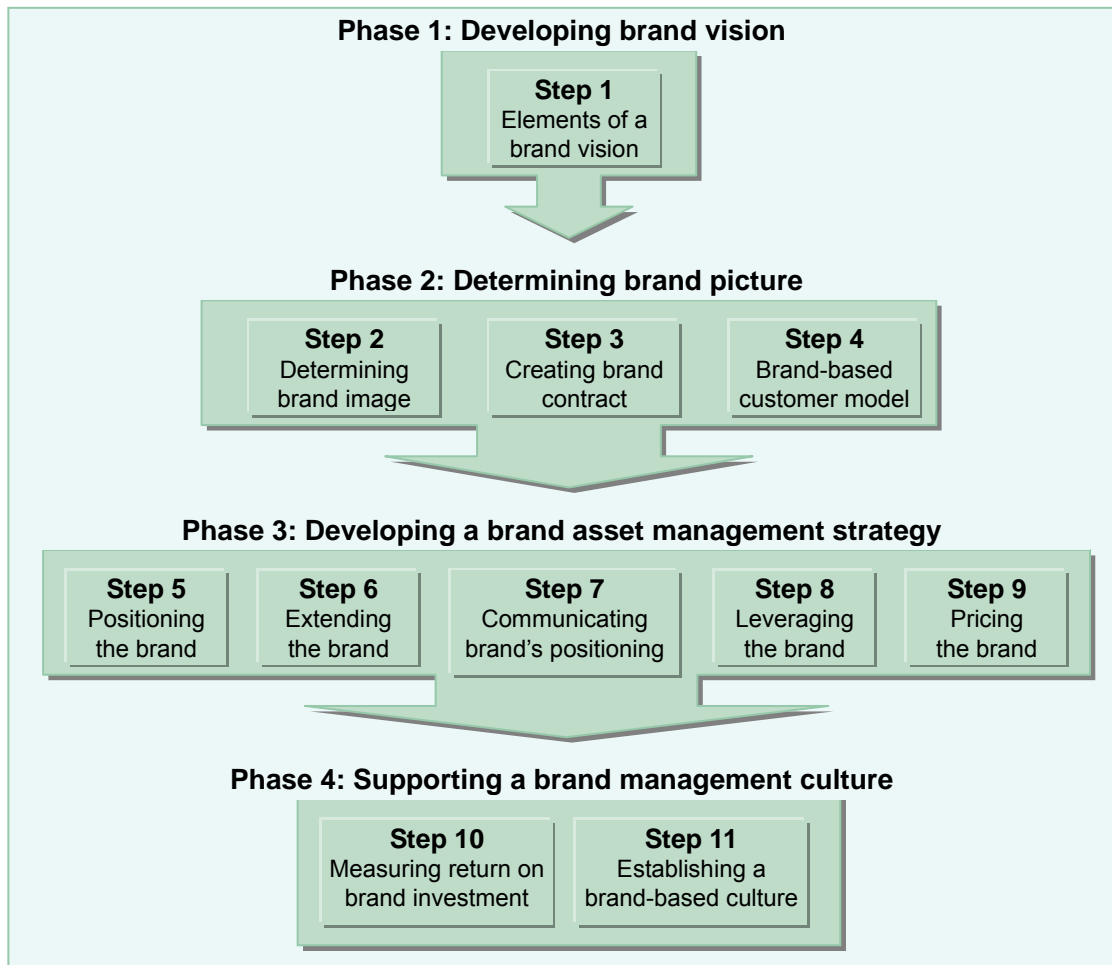 Phase 1: Developing brand vision
Step 1
Elements of a
brand vision
Phase 2: Determining brand picture
Step 2
Determining
brand image
Step 3
Creating brand
contract
Step 4
Brand-based
customer model
Phase 3: Developing a brand asset management strategy
Step 5
Positioning
the brand
Step 6
Extending
the brand
Step 7
Communicating
brand’s positioning
Step 8
Leveraging
the brand
Step 9
Pricing
the brand
Phase 4: Supporting a brand management culture
Step 10
Measuring return on
brand investment
Step 11
Establishing a
brand-based culture